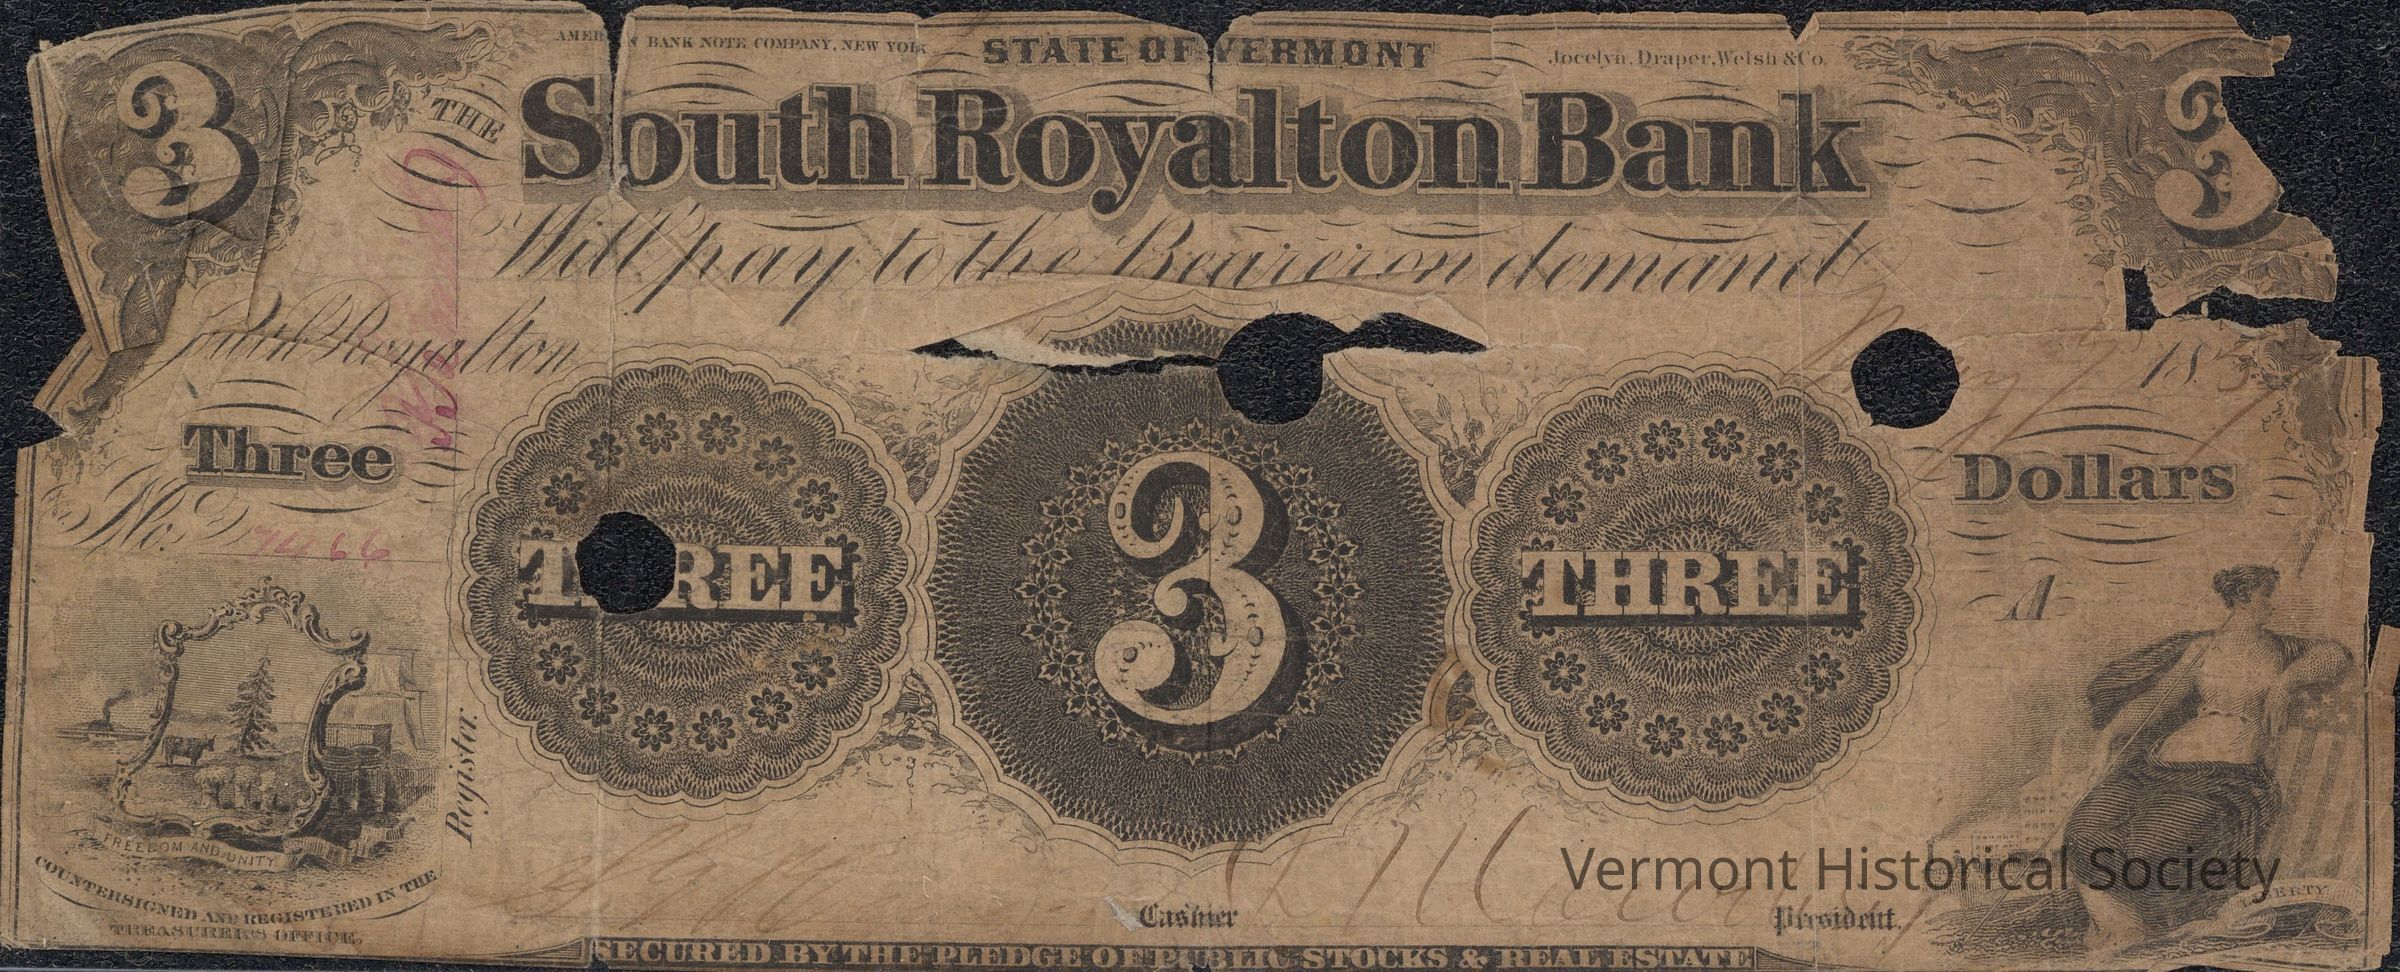 AMERICAN BANK NOTE COMPANY, NEW YORK
STATE OF VERMONT
Jocelyn, Draper, Welsh & Co.
3
THE South Royalton Bank
3
Will pay to the Bearer on demand
South Royalton
18
Three
Dollars
No.
THREE
3
THREE
A
Register.
FREEDOM AND UNITY
COUNTERSIGNED AND REGISTERED IN THE
TREASURER'S OFFICE.
Vermont Historical Society
LIBERTY
Cashier
President.
SECURED BY THE PLEDGE OF PUBLIC STOCKS & REAL ESTATE